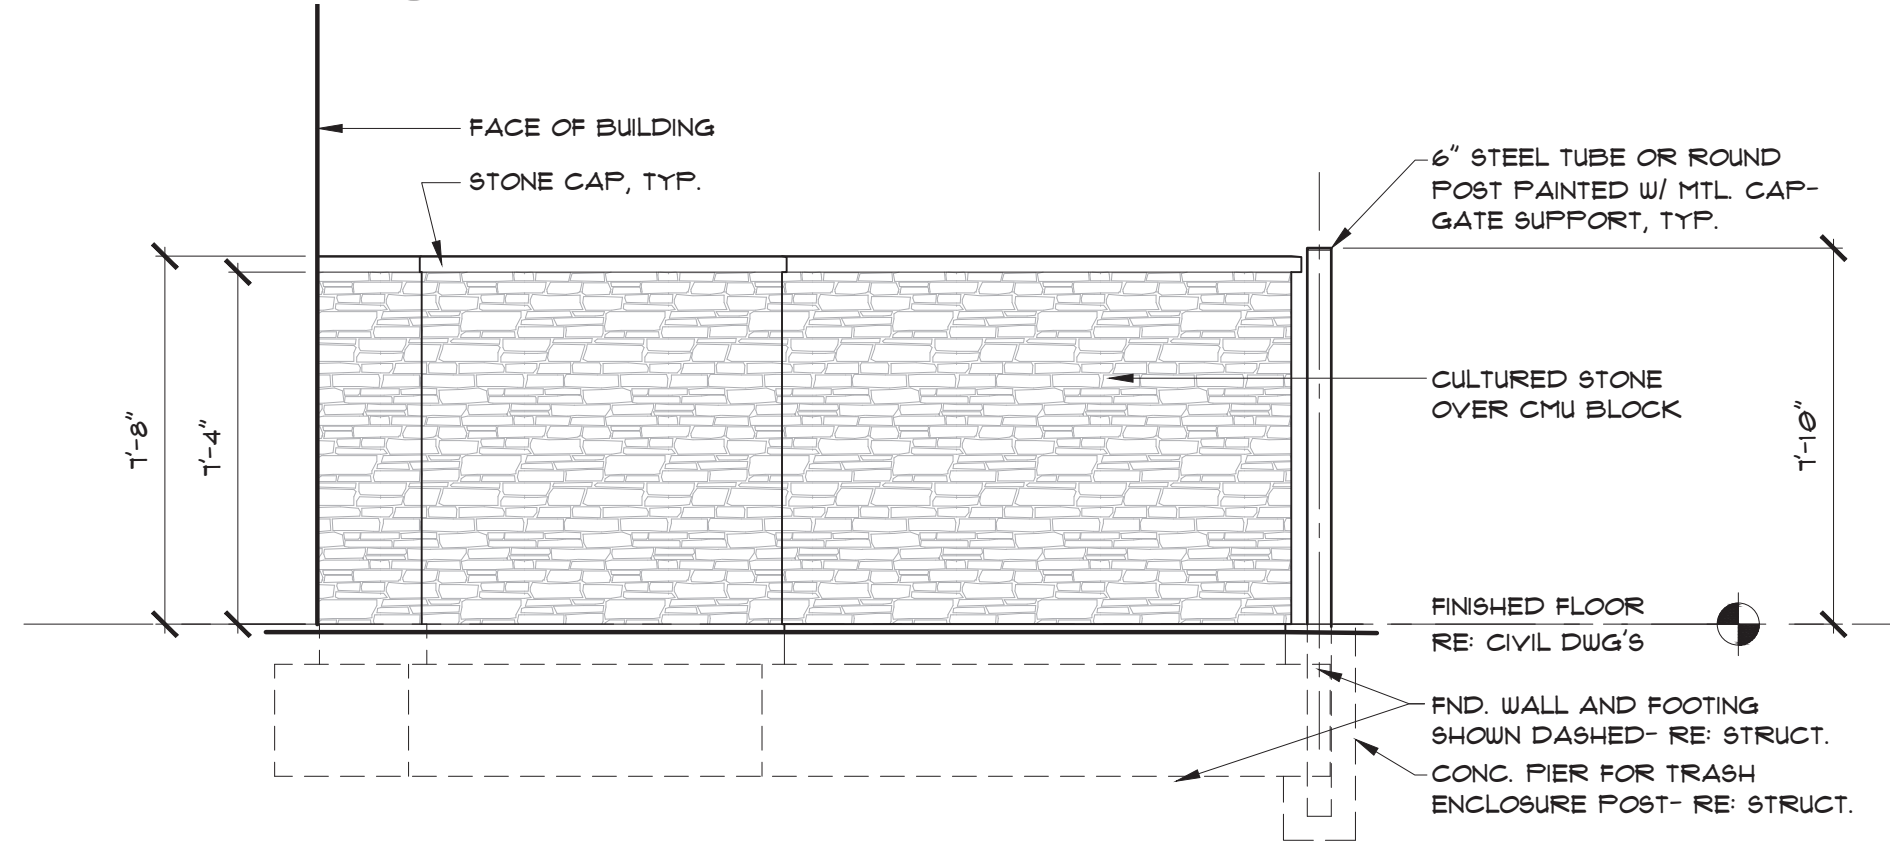 FACE OF BUILDING
STONE CAP, TYP.
6" STEEL TUBE OR ROUND
POST PAINTED W/ MTL. CAP-
GATE SUPPORT, TYP.
CULTURED STONE
OVER CMU BLOCK
7'-8"
7'-4"
7'-10"
FINISHED FLOOR
RE: CIVIL DWG'S
FND. WALL AND FOOTING
SHOWN DASHED- RE: STRUCT.
CONC. PIER FOR TRASH
ENCLOSURE POST- RE: STRUCT.